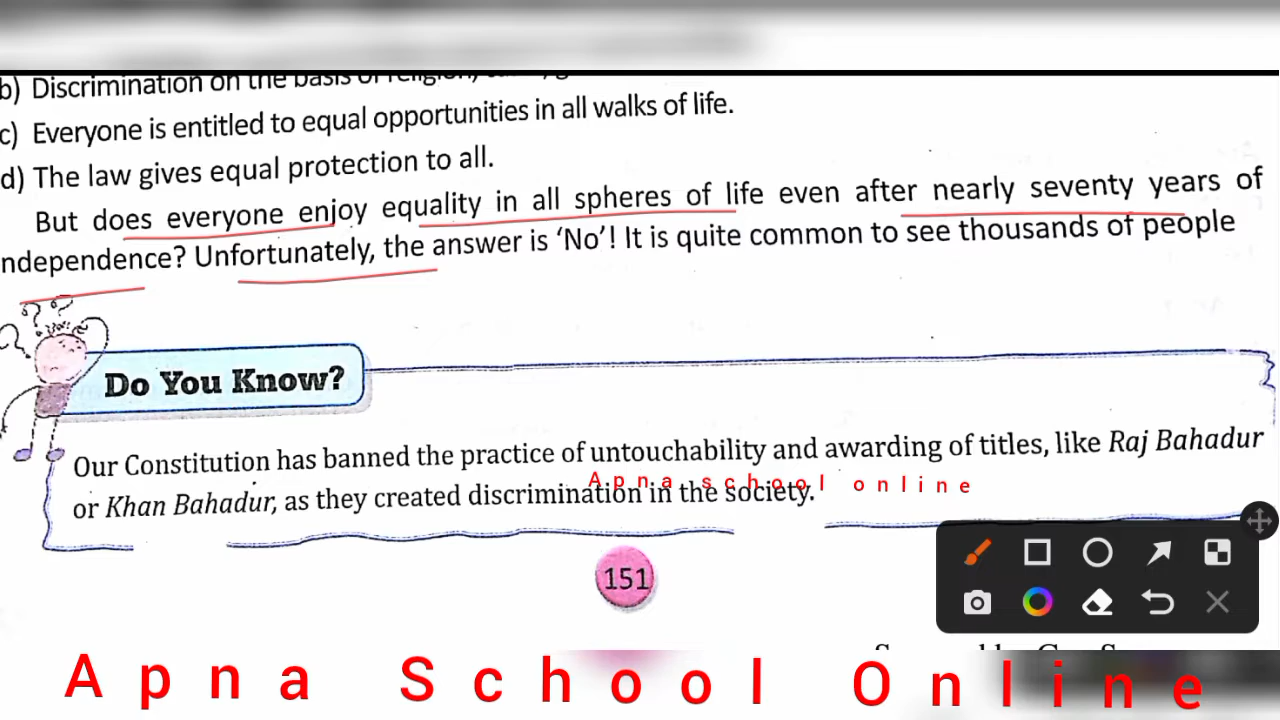 b) Discrimination on the basis of religion,
c) Everyone is entitled to equal opportunities in all walks of life.
d) The law gives equal protection to all.
But does everyone enjoy equality in all spheres of life even after nearly seventy years of
ndependence? Unfortunately, the answer is ‘No’! It is quite common to see thousands of people
Do You Know?
Our Constitution has banned the practice of untouchability and awarding of titles, like Raj Bahadur
or Khan Bahadur, as they created discrimination in the society.
Apna school online
151
Apna School Online